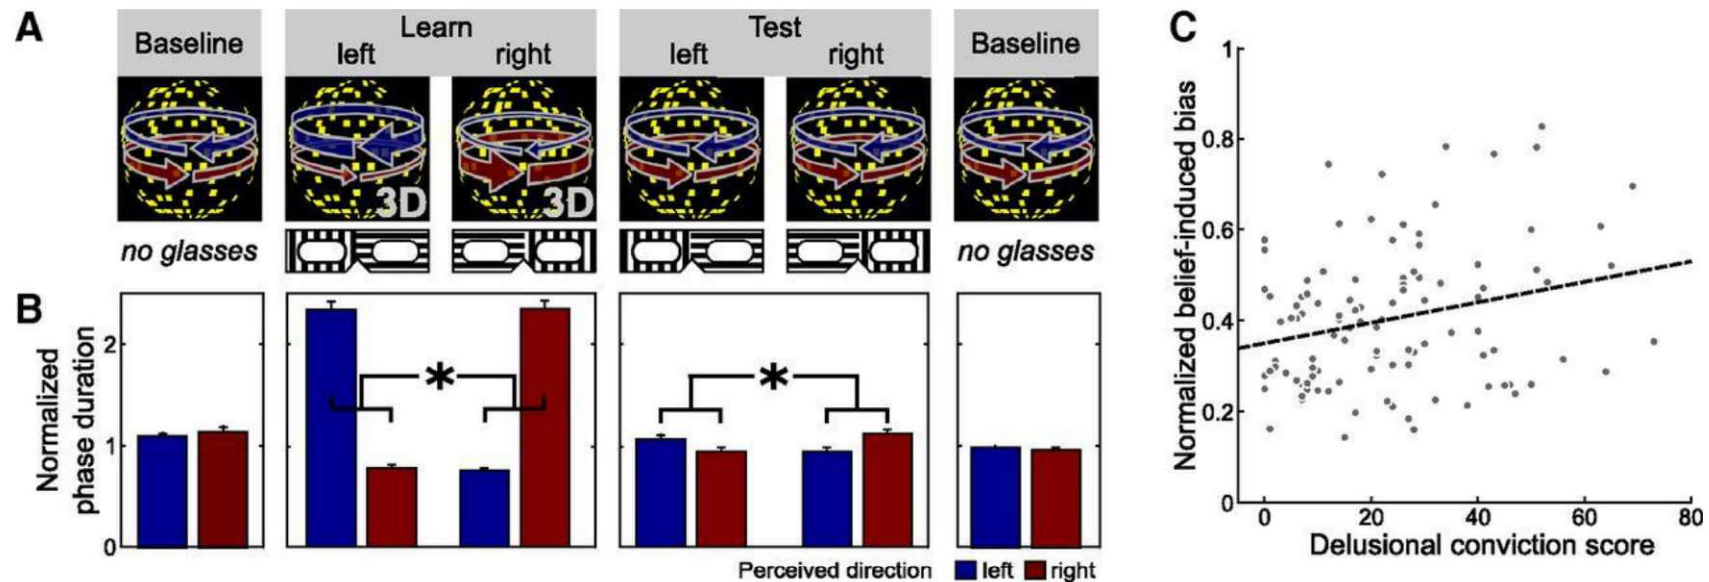 A
Baseline
Learn
left right
Test
left right
Baseline
3D 3D
no glasses
no glasses
B
Normalized
phase duration
2
1
0
*
*
Perceived direction left right
C
Normalized belief-induced bias
1
0.8
0.6
0.4
0.2
0
0 20 40 60 80
Delusional conviction score